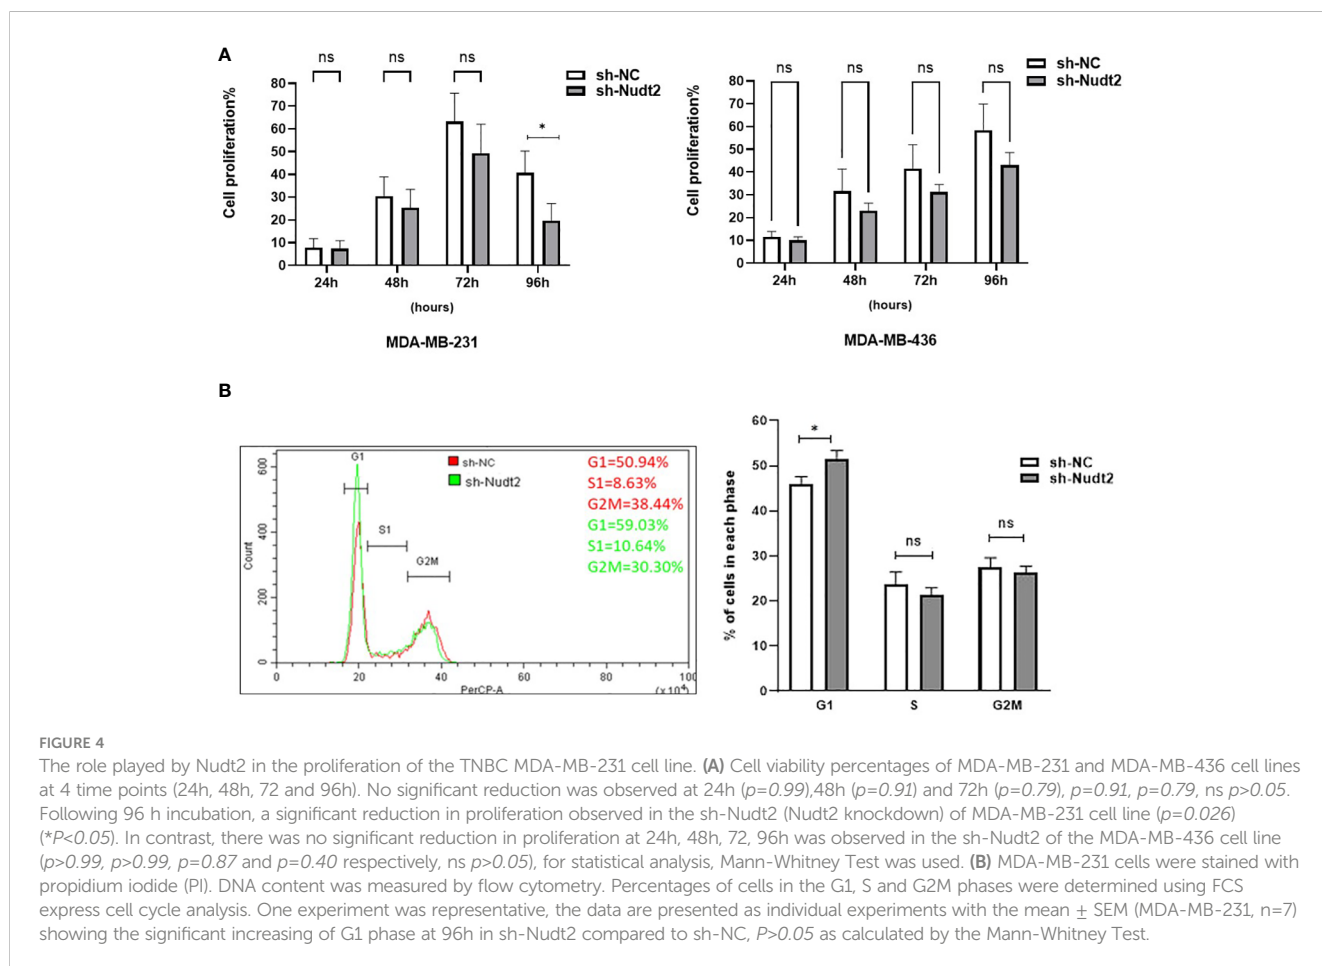 A
ns
ns
ns
*
sh-NC
sh-Nudt2
Cell proliferation%
80
70
60
50
40
30
20
10
0
24h
48h
72h
96h
(hours)
MDA-MB-231
ns
ns
ns
ns
sh-NC
sh-Nudt2
Cell proliferation%
80
70
60
50
40
30
20
10
0
24h
48h
72h
96h
(hours)
MDA-MB-436
B
G1
S1
G2M
sh-NC
sh-Nudt2
G1=50.94%
S1=8.63%
G2M=38.44%
G1=59.03%
S1=10.64%
G2M=30.30%
Count
600
400
200
0
0
20
40
60
80
100
PerCP-A
(x 10⁴)
*
ns
ns
sh-NC
sh-Nudt2
% of cells in each phase
60
50
40
30
20
10
0
G1
S
G2M
FIGURE 4
The role played by Nudt2 in the proliferation of the TNBC MDA-MB-231 cell line. (A) Cell viability percentages of MDA-MB-231 and MDA-MB-436 cell lines
at 4 time points (24h, 48h, 72 and 96h). No significant reduction was observed at 24h (p=0.99),48h (p=0.91) and 72h (p=0.79), p=0.91, p=0.79, ns p>0.05.
Following 96 h incubation, a significant reduction in proliferation observed in the sh-Nudt2 (Nudt2 knockdown) of MDA-MB-231 cell line (p=0.026)
(*P<0.05). In contrast, there was no significant reduction in proliferation at 24h, 48h, 72, 96h was observed in the sh-Nudt2 of the MDA-MB-436 cell line
(p>0.99, p>0.99, p=0.87 and p=0.40 respectively, ns p>0.05), for statistical analysis, Mann-Whitney Test was used. (B) MDA-MB-231 cells were stained with
propidium iodide (PI). DNA content was measured by flow cytometry. Percentages of cells in the G1, S and G2M phases were determined using FCS
express cell cycle analysis. One experiment was representative, the data are presented as individual experiments with the mean ± SEM (MDA-MB-231, n=7)
showing the significant increasing of G1 phase at 96h in sh-Nudt2 compared to sh-NC, P>0.05 as calculated by the Mann-Whitney Test.